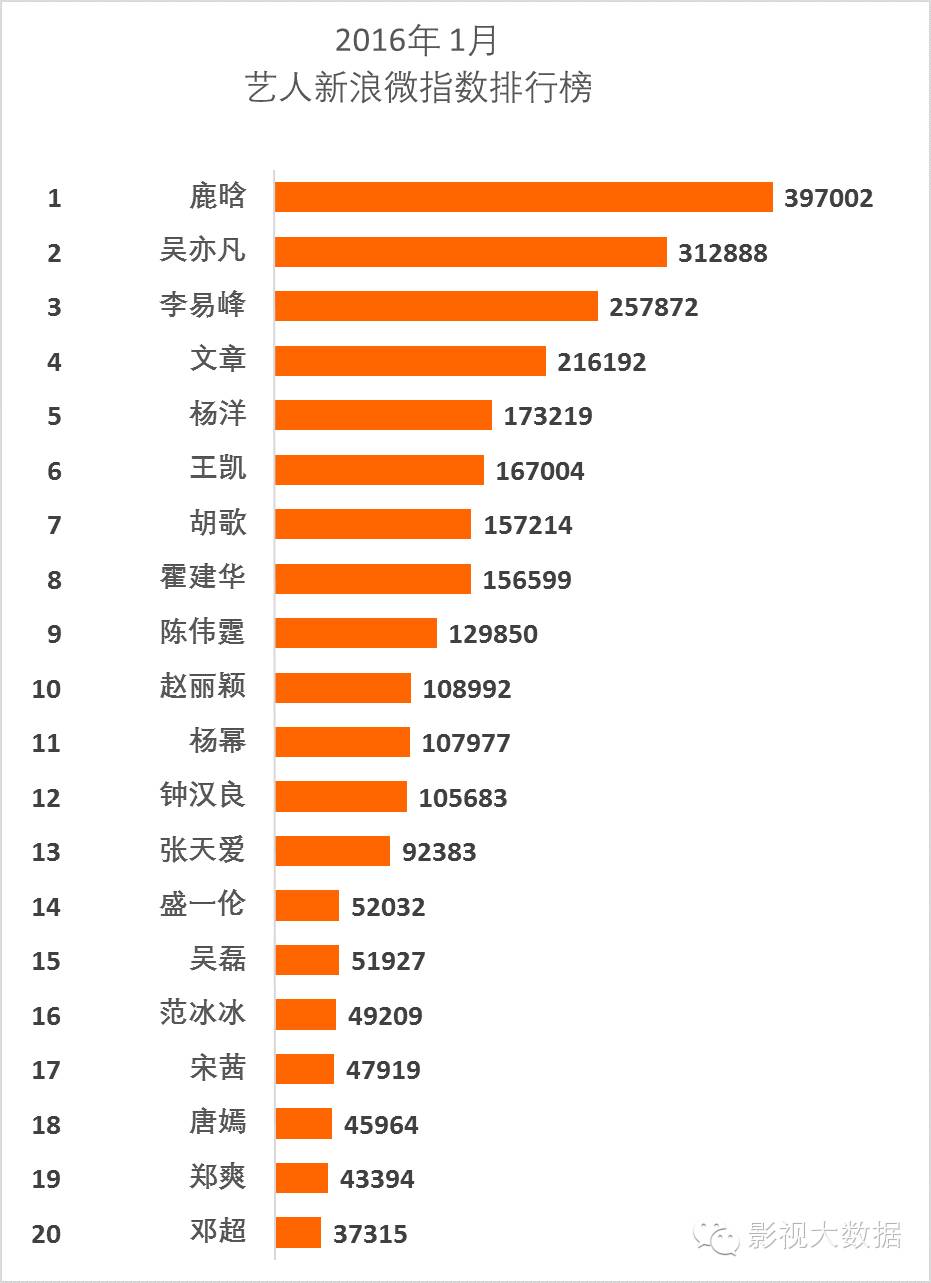 2016年 1月
艺人新浪微指数排行榜
1 鹿晗 397002
2 吴亦凡 312888
3 李易峰 257872
4 文章 216192
5 杨洋 173219
6 王凯 167004
7 胡歌 157214
8 霍建华 156599
9 陈伟霆 129850
10 赵丽颖 108992
11 杨幂 107977
12 钟汉良 105683
13 张天爱 92383
14 盛一伦 52032
15 吴磊 51927
16 范冰冰 49209
17 宋茜 47919
18 唐嫣 45964
19 郑爽 43394
20 邓超 37315
影视大数据